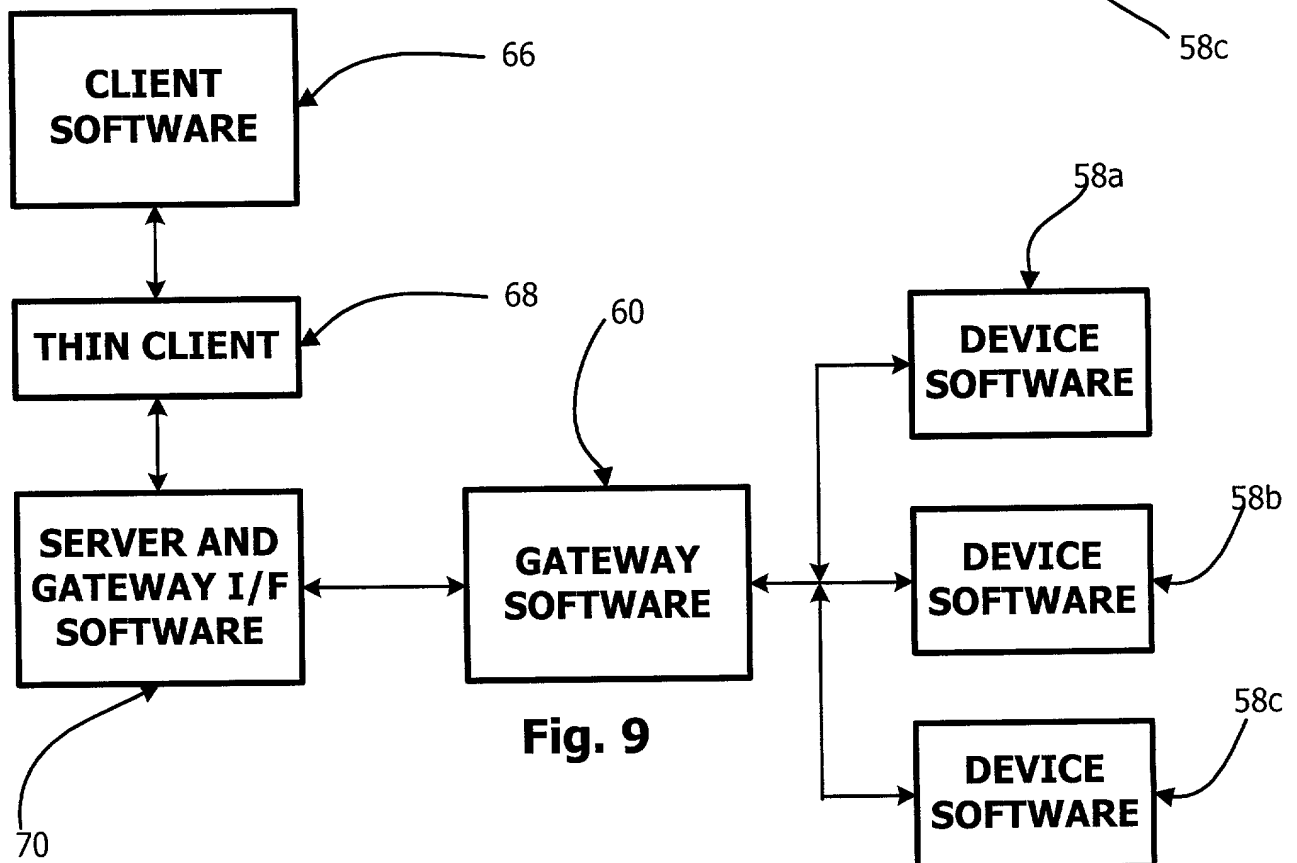 58c
CLIENT
SOFTWARE
66
58a
THIN CLIENT
68
60
DEVICE
SOFTWARE
SERVER AND
GATEWAY I/F
SOFTWARE
GATEWAY
SOFTWARE
DEVICE
SOFTWARE
58b
Fig. 9
58c
DEVICE
SOFTWARE
70